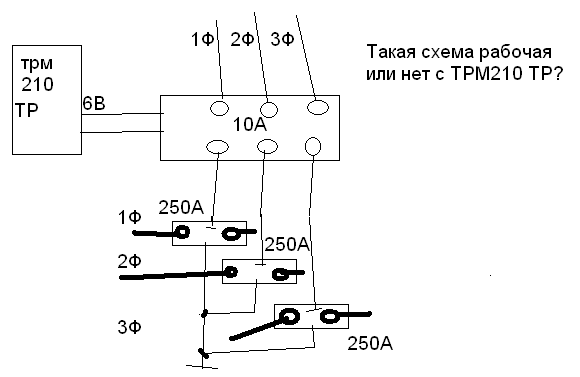 1Ф 2Ф 3Ф
Такая схема рабочая
или нет с ТРМ210 ТР?
трм
210
ТР
6В
10А
250А
1Ф
250А
2Ф
3Ф
250А